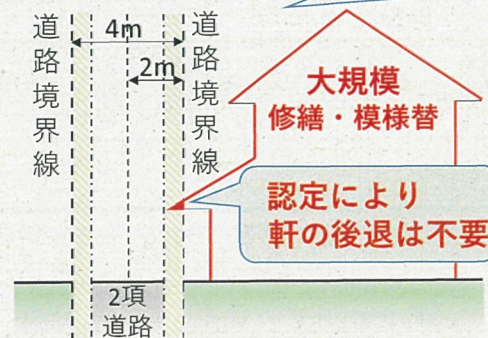 道路境界線
4m
2m
道路境界線
大規模
修繕・模様替
認定により
軒の後退は不要
2項
道路